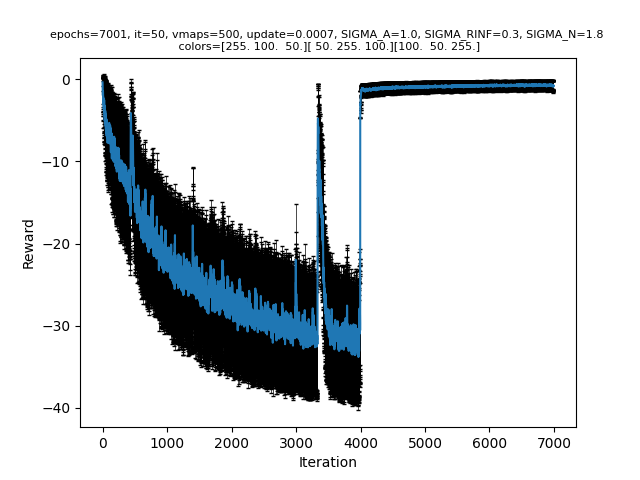 epochs=7001, it=50, vmaps=500, update=0.0007, SIGMA_A=1.0, SIGMA_RINF=0.3, SIGMA_N=1.8
colors=[255. 100.  50.][ 50. 255. 100.][100.  50. 255.]
0
−10
−20
−30
−40
Reward
0 1000 2000 3000 4000 5000 6000 7000
Iteration